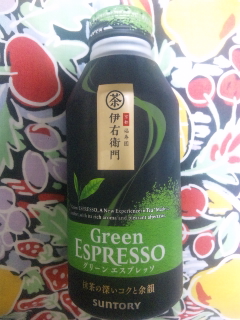 茶
京都 福寿園
伊右衛門
Green
ESPRESSO
グリーン エスプレッソ
抹茶の深いコクと余韻
SUNTORY